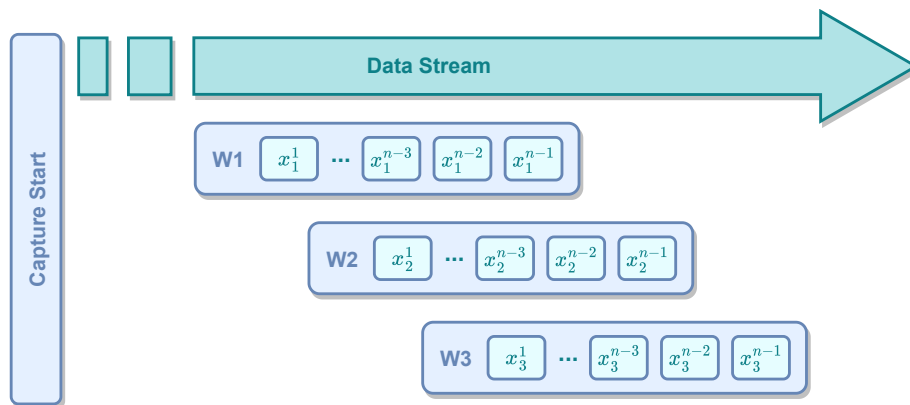 Data Stream
Capture Start
W1 x_1^1 ... x_1^{n-3} x_1^{n-2} x_1^{n-1}
W2 x_2^1 ... x_2^{n-3} x_2^{n-2} x_2^{n-1}
W3 x_3^1 ... x_3^{n-3} x_3^{n-2} x_3^{n-1}